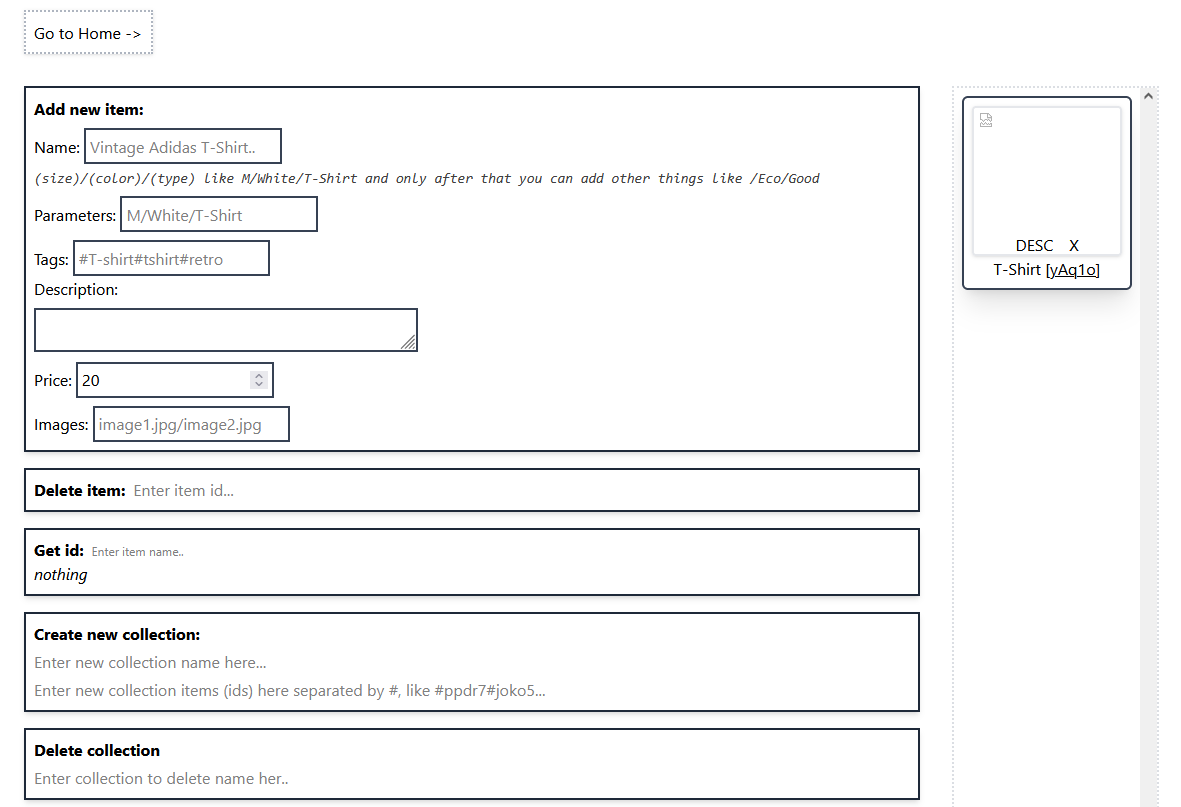 Go to Home ->
Add new item:
Name: Vintage Adidas T-Shirt..
(size)/(color)/(type) like M/White/T-Shirt and only after that you can add other things like /Eco/Good
Parameters: M/White/T-Shirt
Tags: #T-shirt#tshirt#retro
Description:
Price: 20
Images: image1.jpg/image2.jpg
Delete item: Enter item id...
Get id: Enter item name..
nothing
Create new collection:
Enter new collection name here...
Enter new collection items (ids) here separated by #, like #ppdr7#joko5...
Delete collection
Enter collection to delete name her..
DESC X
T-Shirt [yAq1o]